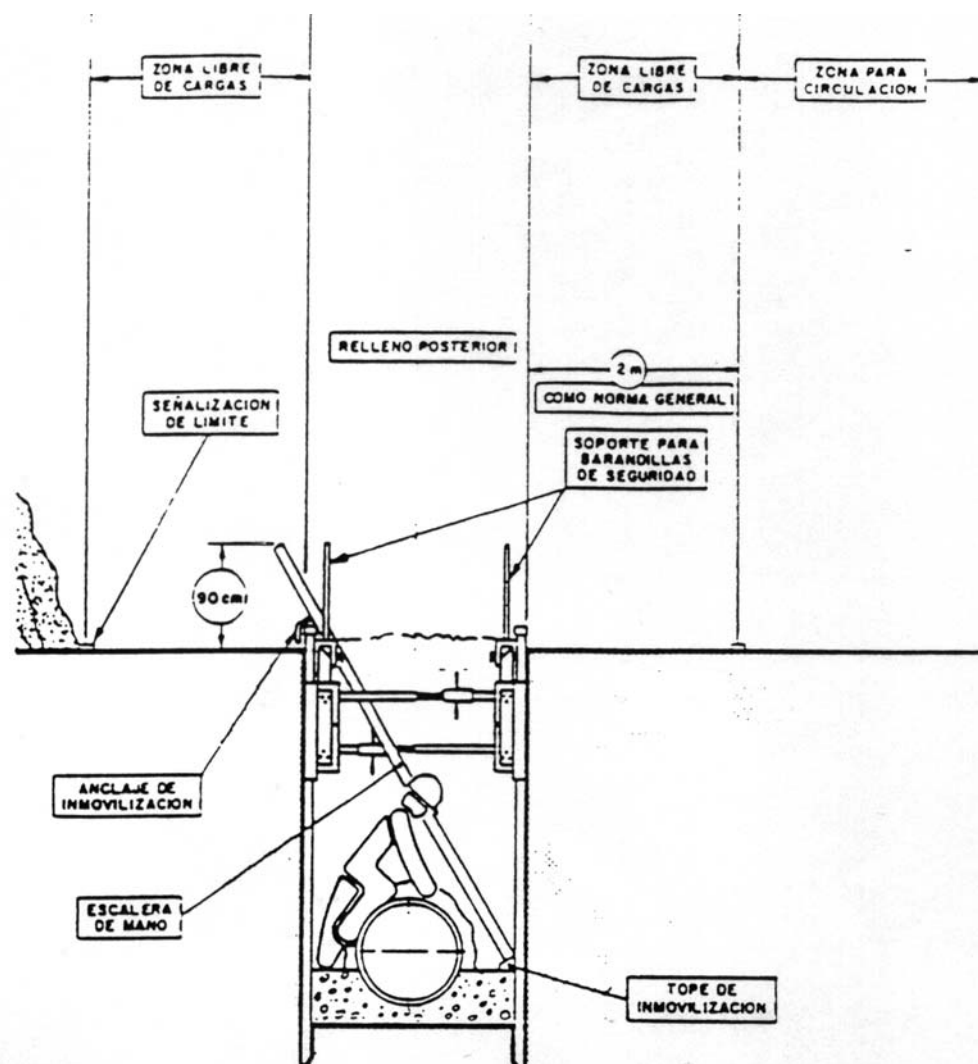 ZONA LIBRE
DE CARGAS
ZONA LIBRE
DE CARGAS
ZONA PARA
CIRCULACION
RELLENO POSTERIOR
2 m
COMO NORMA GENERAL
SEÑALIZACION
DE LIMITE
SOPORTE PARA
BARANDILLAS
DE SEGURIDAD
90 cm
ANCLAJE DE
INMOVILIZACIÓN
ESCALERA
DE MANO
TOPE DE
INMOVILIZACION